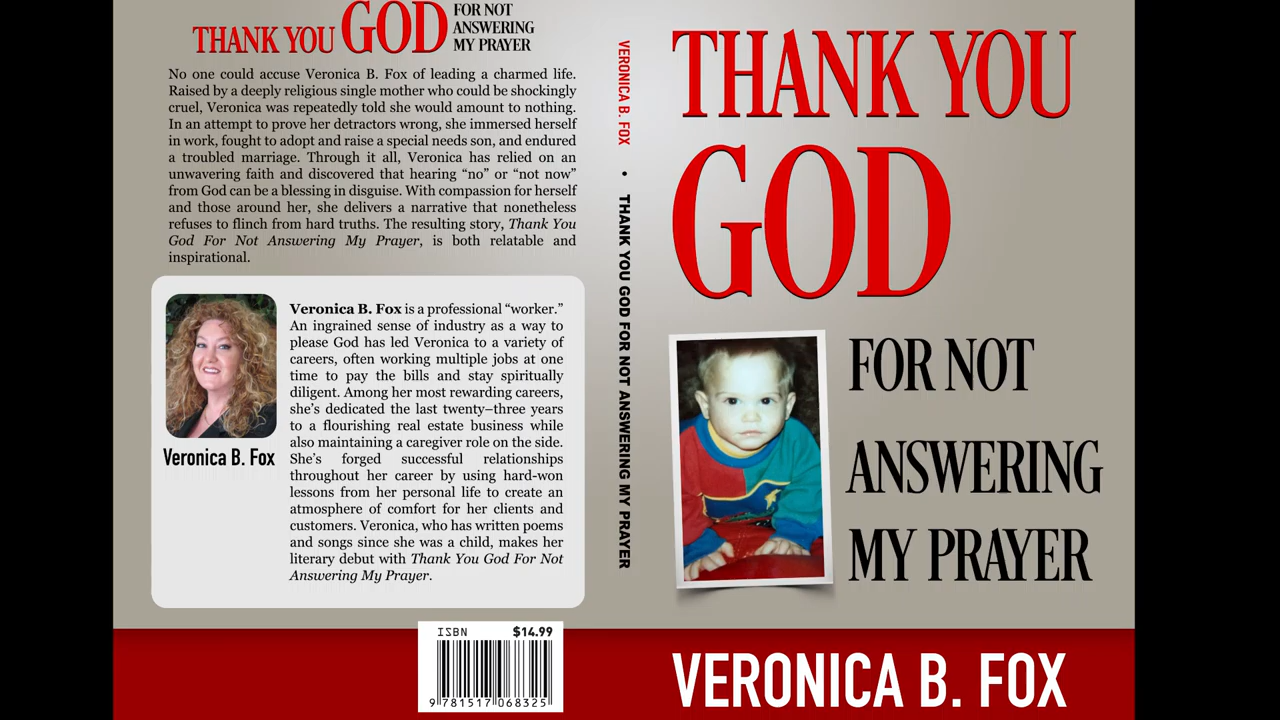 THANK YOU GOD FOR NOT
ANSWERING
MY PRAYER
No one could accuse Veronica B. Fox of leading a charmed life.
Raised by a deeply religious single mother who could be shockingly
cruel, Veronica was repeatedly told she would amount to nothing.
In an attempt to prove her detractors wrong, she immersed herself
in work, fought to adopt and raise a special needs son, and endured
a troubled marriage. Through it all, Veronica has relied on an
unwavering faith and discovered that hearing “no” or “not now”
from God can be a blessing in disguise. With compassion for herself
and those around her, she delivers a narrative that nonetheless
refuses to flinch from hard truths. The resulting story, Thank You
God For Not Answering My Prayer, is both relatable and
inspirational.
Veronica B. Fox
Veronica B. Fox is a professional “worker.”
An ingrained sense of industry as a way to
please God has led Veronica to a variety of
careers, often working multiple jobs at one
time to pay the bills and stay spiritually
diligent. Among her most rewarding careers,
she’s dedicated the last twenty–three years
to a flourishing real estate business while
also maintaining a caregiver role on the side.
She’s forged successful relationships
throughout her career by using hard-won
lessons from her personal life to create an
atmosphere of comfort for her clients and
customers. Veronica, who has written poems
and songs since she was a child, makes her
literary debut with Thank You God For Not
Answering My Prayer.
ISBN $14.99
9 781517 068325
VERONICA B. FOX • THANK YOU GOD FOR NOT ANSWERING MY PRAYER
THANK YOU
GOD
FOR NOT
ANSWERING
MY PRAYER
VERONICA B. FOX